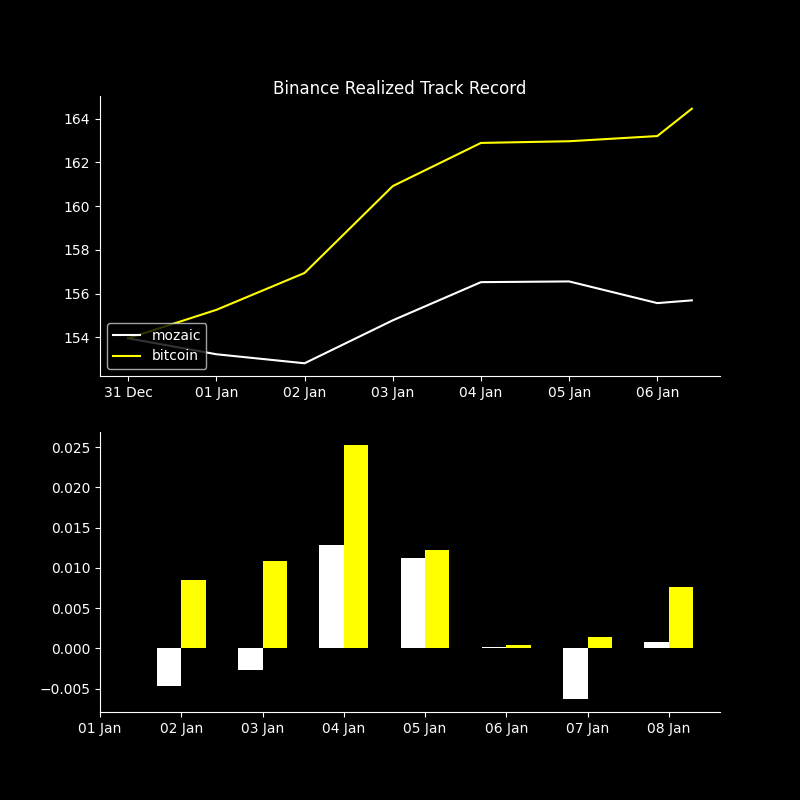 Binance Realized Track Record
164
162
160
158
156
154
mozaic
bitcoin
31 Dec 01 Jan 02 Jan 03 Jan 04 Jan 05 Jan 06 Jan
0.025
0.020
0.015
0.010
0.005
0.000
−0.005
01 Jan 02 Jan 03 Jan 04 Jan 05 Jan 06 Jan 07 Jan 08 Jan